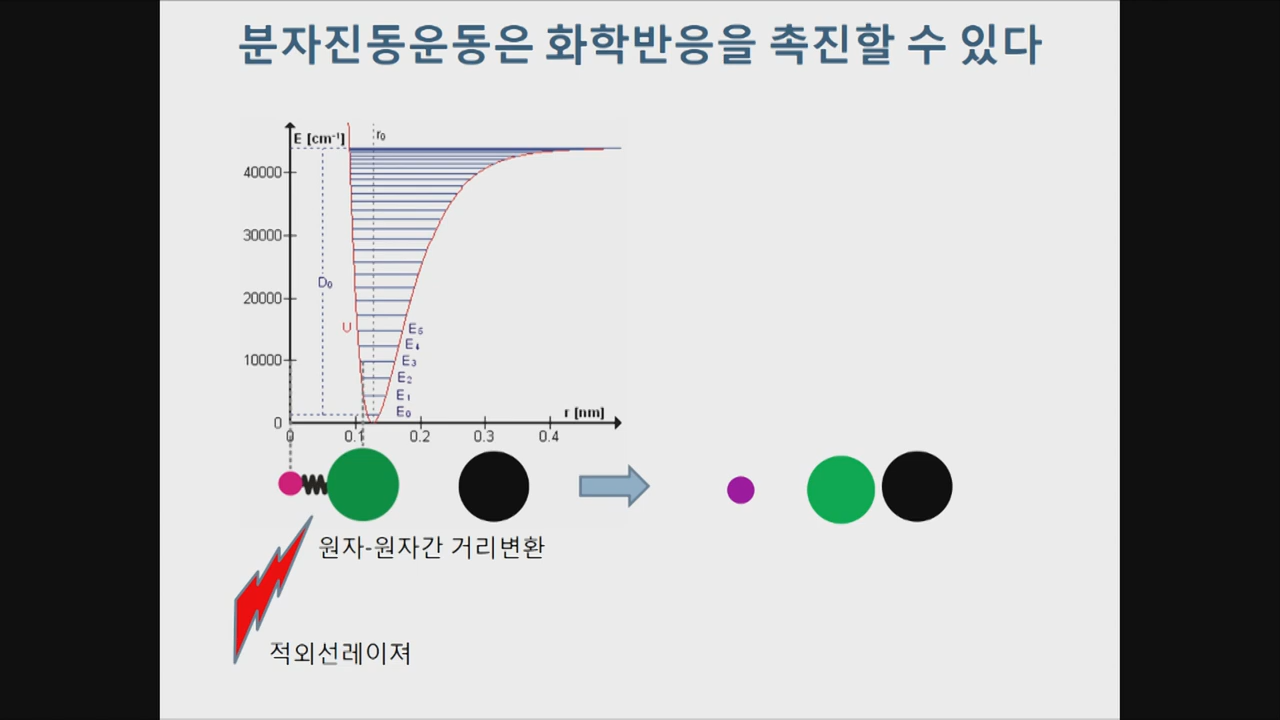 분자진동운동은 화학반응을 촉진할 수 있다
E [cm⁻¹]
r₀
40000
30000
D₀
20000
U
E₅
E₄
10000
E₃
E₂
E₁
E₀
r [nm]
0
0 0.1 0.2 0.3 0.4
원자-원자간 거리변환
적외선레이져